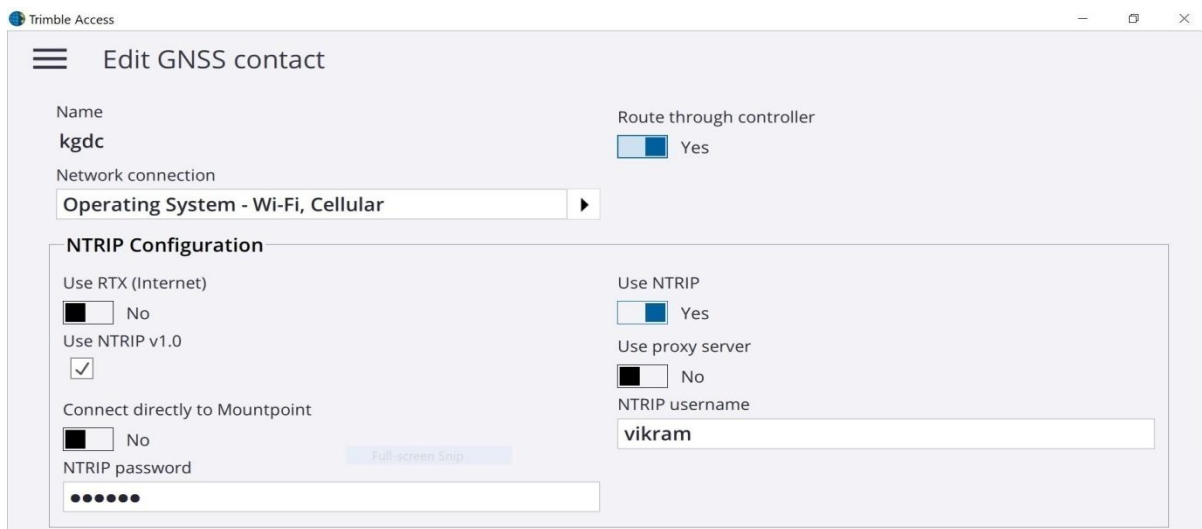 Trimble Access
Edit GNSS contact
Name
kgdc
Route through controller
Yes
Network connection
Operating System - Wi-Fi, Cellular
NTRIP Configuration
Use RTX (Internet)
No
Use NTRIP
Yes
Use NTRIP v1.0
Use proxy server
No
Connect directly to Mountpoint
No
NTRIP username
vikram
Full-screen Snip
NTRIP password
••••••